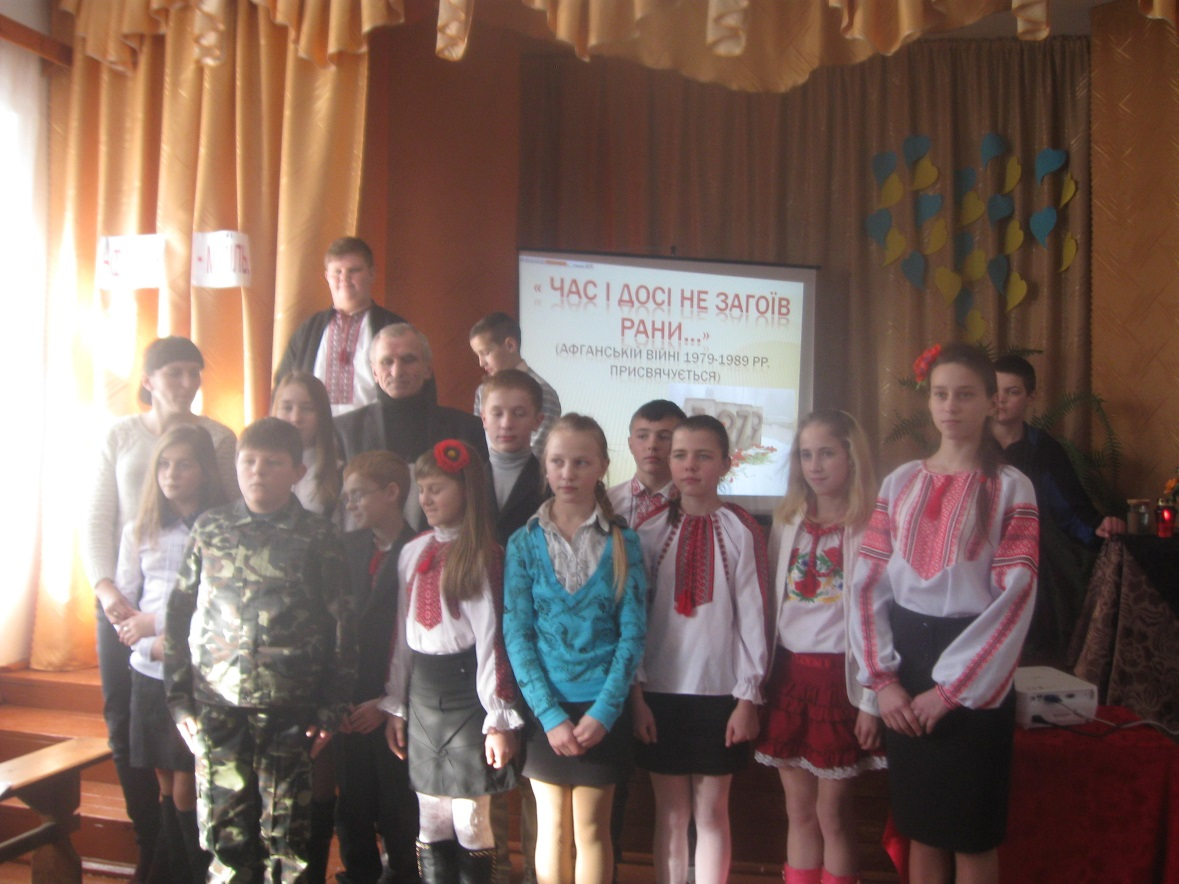 « ЧАС І ДОСІ НЕ ЗАГОЇВ
РАНИ...»
(АФГАНСЬКІЙ ВІЙНІ 1979-1989 РР.
ПРИСВЯЧУЄТЬСЯ)